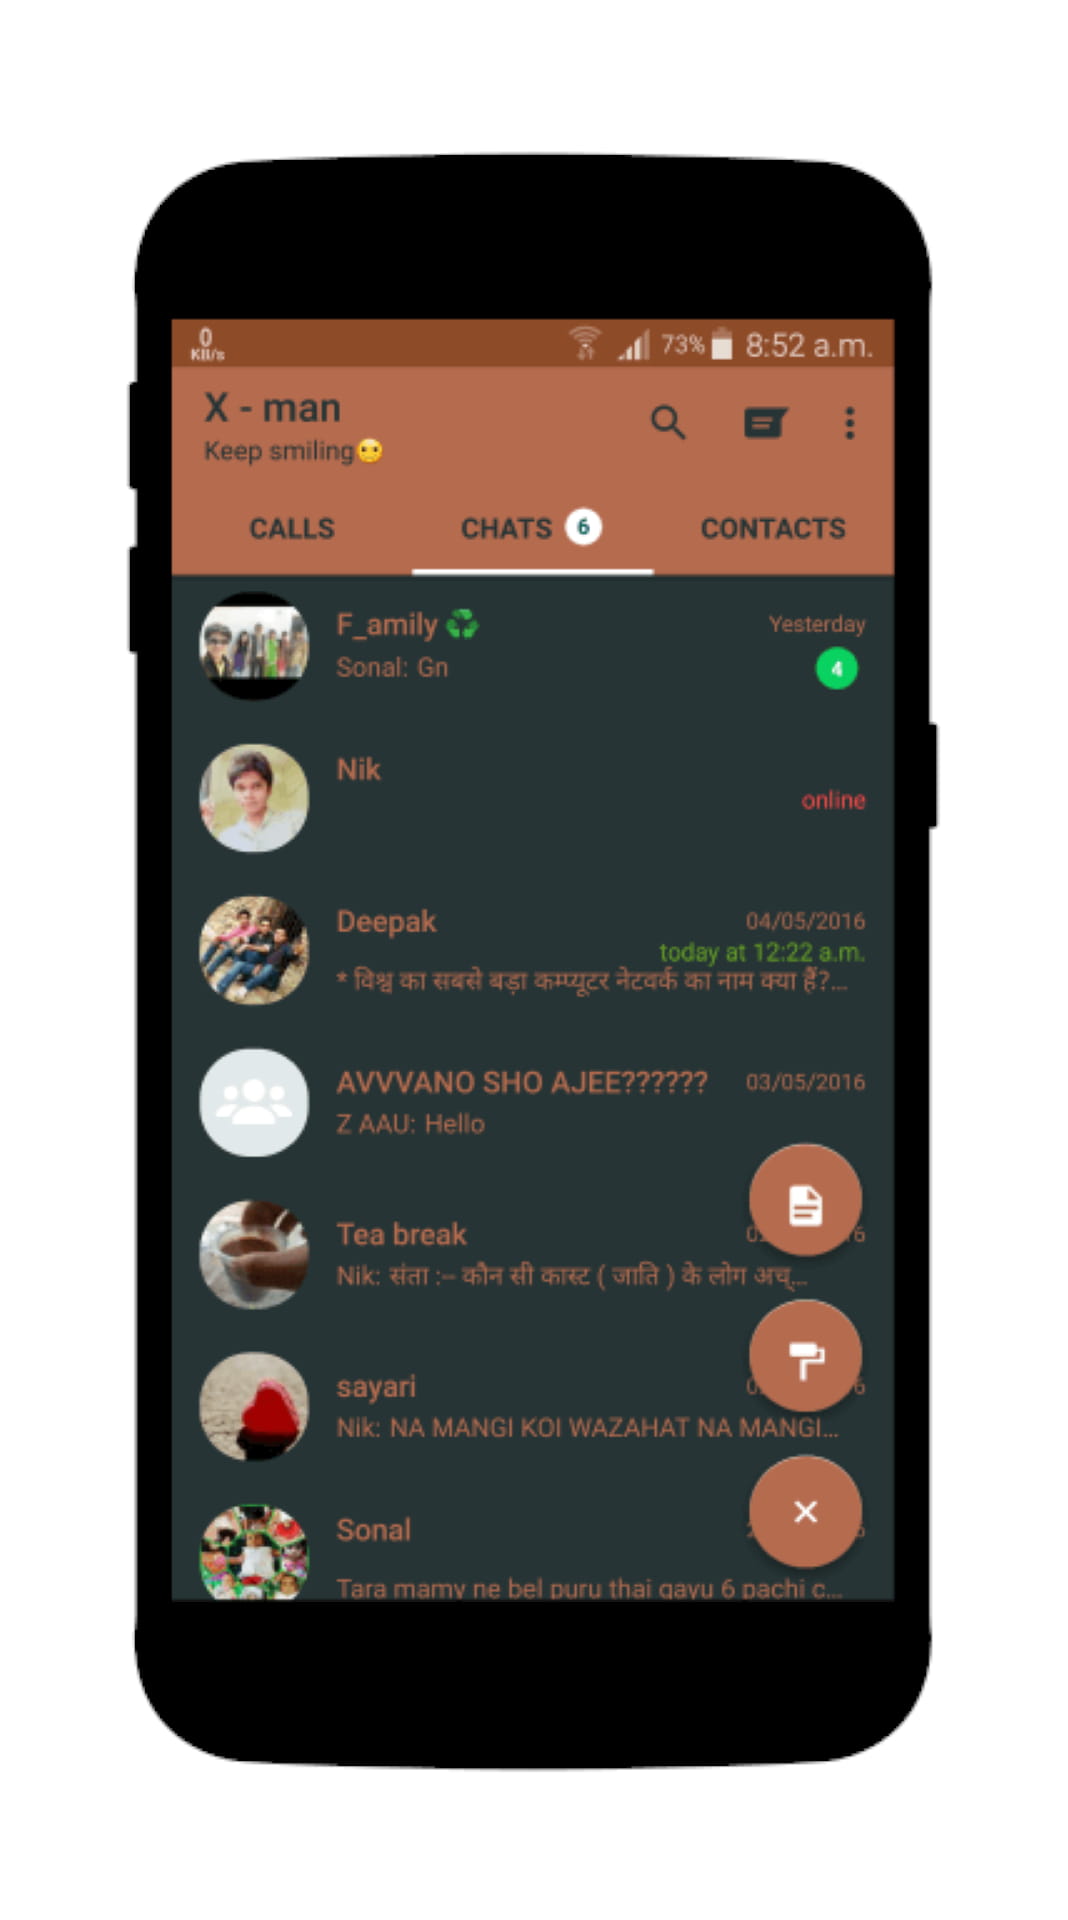 0
KB/s
73%
8:52 a.m.
X - man
Keep smiling
CALLS
CHATS 6
CONTACTS
F_amily
Yesterday
Sonal: Gn
4
Nik
online
Deepak
04/05/2016
today at 12:22 a.m.
* विश्व का सबसे बड़ा कम्प्यूटर नेटवर्क का नाम क्या हैं?...
AVVVANO SHO AJEE??????
03/05/2016
Z AAU: Hello
Tea break
Nik: संता :-- कौन सी कास्ट ( जाति ) के लोग अच्...
sayari
Nik: NA MANGI KOI WAZAHAT NA MANGI...
Sonal
Tara mamy ne bel puru thai gayu 6 pachi c...